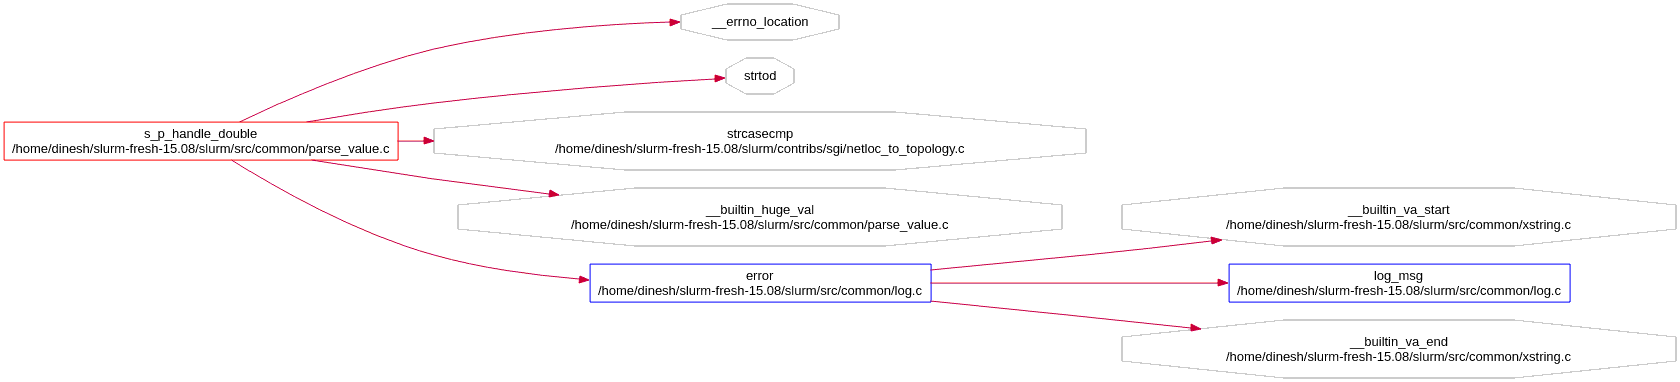 __errno_location
strtod
s_p_handle_double
/home/dinesh/slurm-fresh-15.08/slurm/src/common/parse_value.c
strcasecmp
/home/dinesh/slurm-fresh-15.08/slurm/contribs/sgi/netloc_to_topology.c
__builtin_huge_val
/home/dinesh/slurm-fresh-15.08/slurm/src/common/parse_value.c
__builtin_va_start
/home/dinesh/slurm-fresh-15.08/slurm/src/common/xstring.c
error
/home/dinesh/slurm-fresh-15.08/slurm/src/common/log.c
log_msg
/home/dinesh/slurm-fresh-15.08/slurm/src/common/log.c
__builtin_va_end
/home/dinesh/slurm-fresh-15.08/slurm/src/common/xstring.c